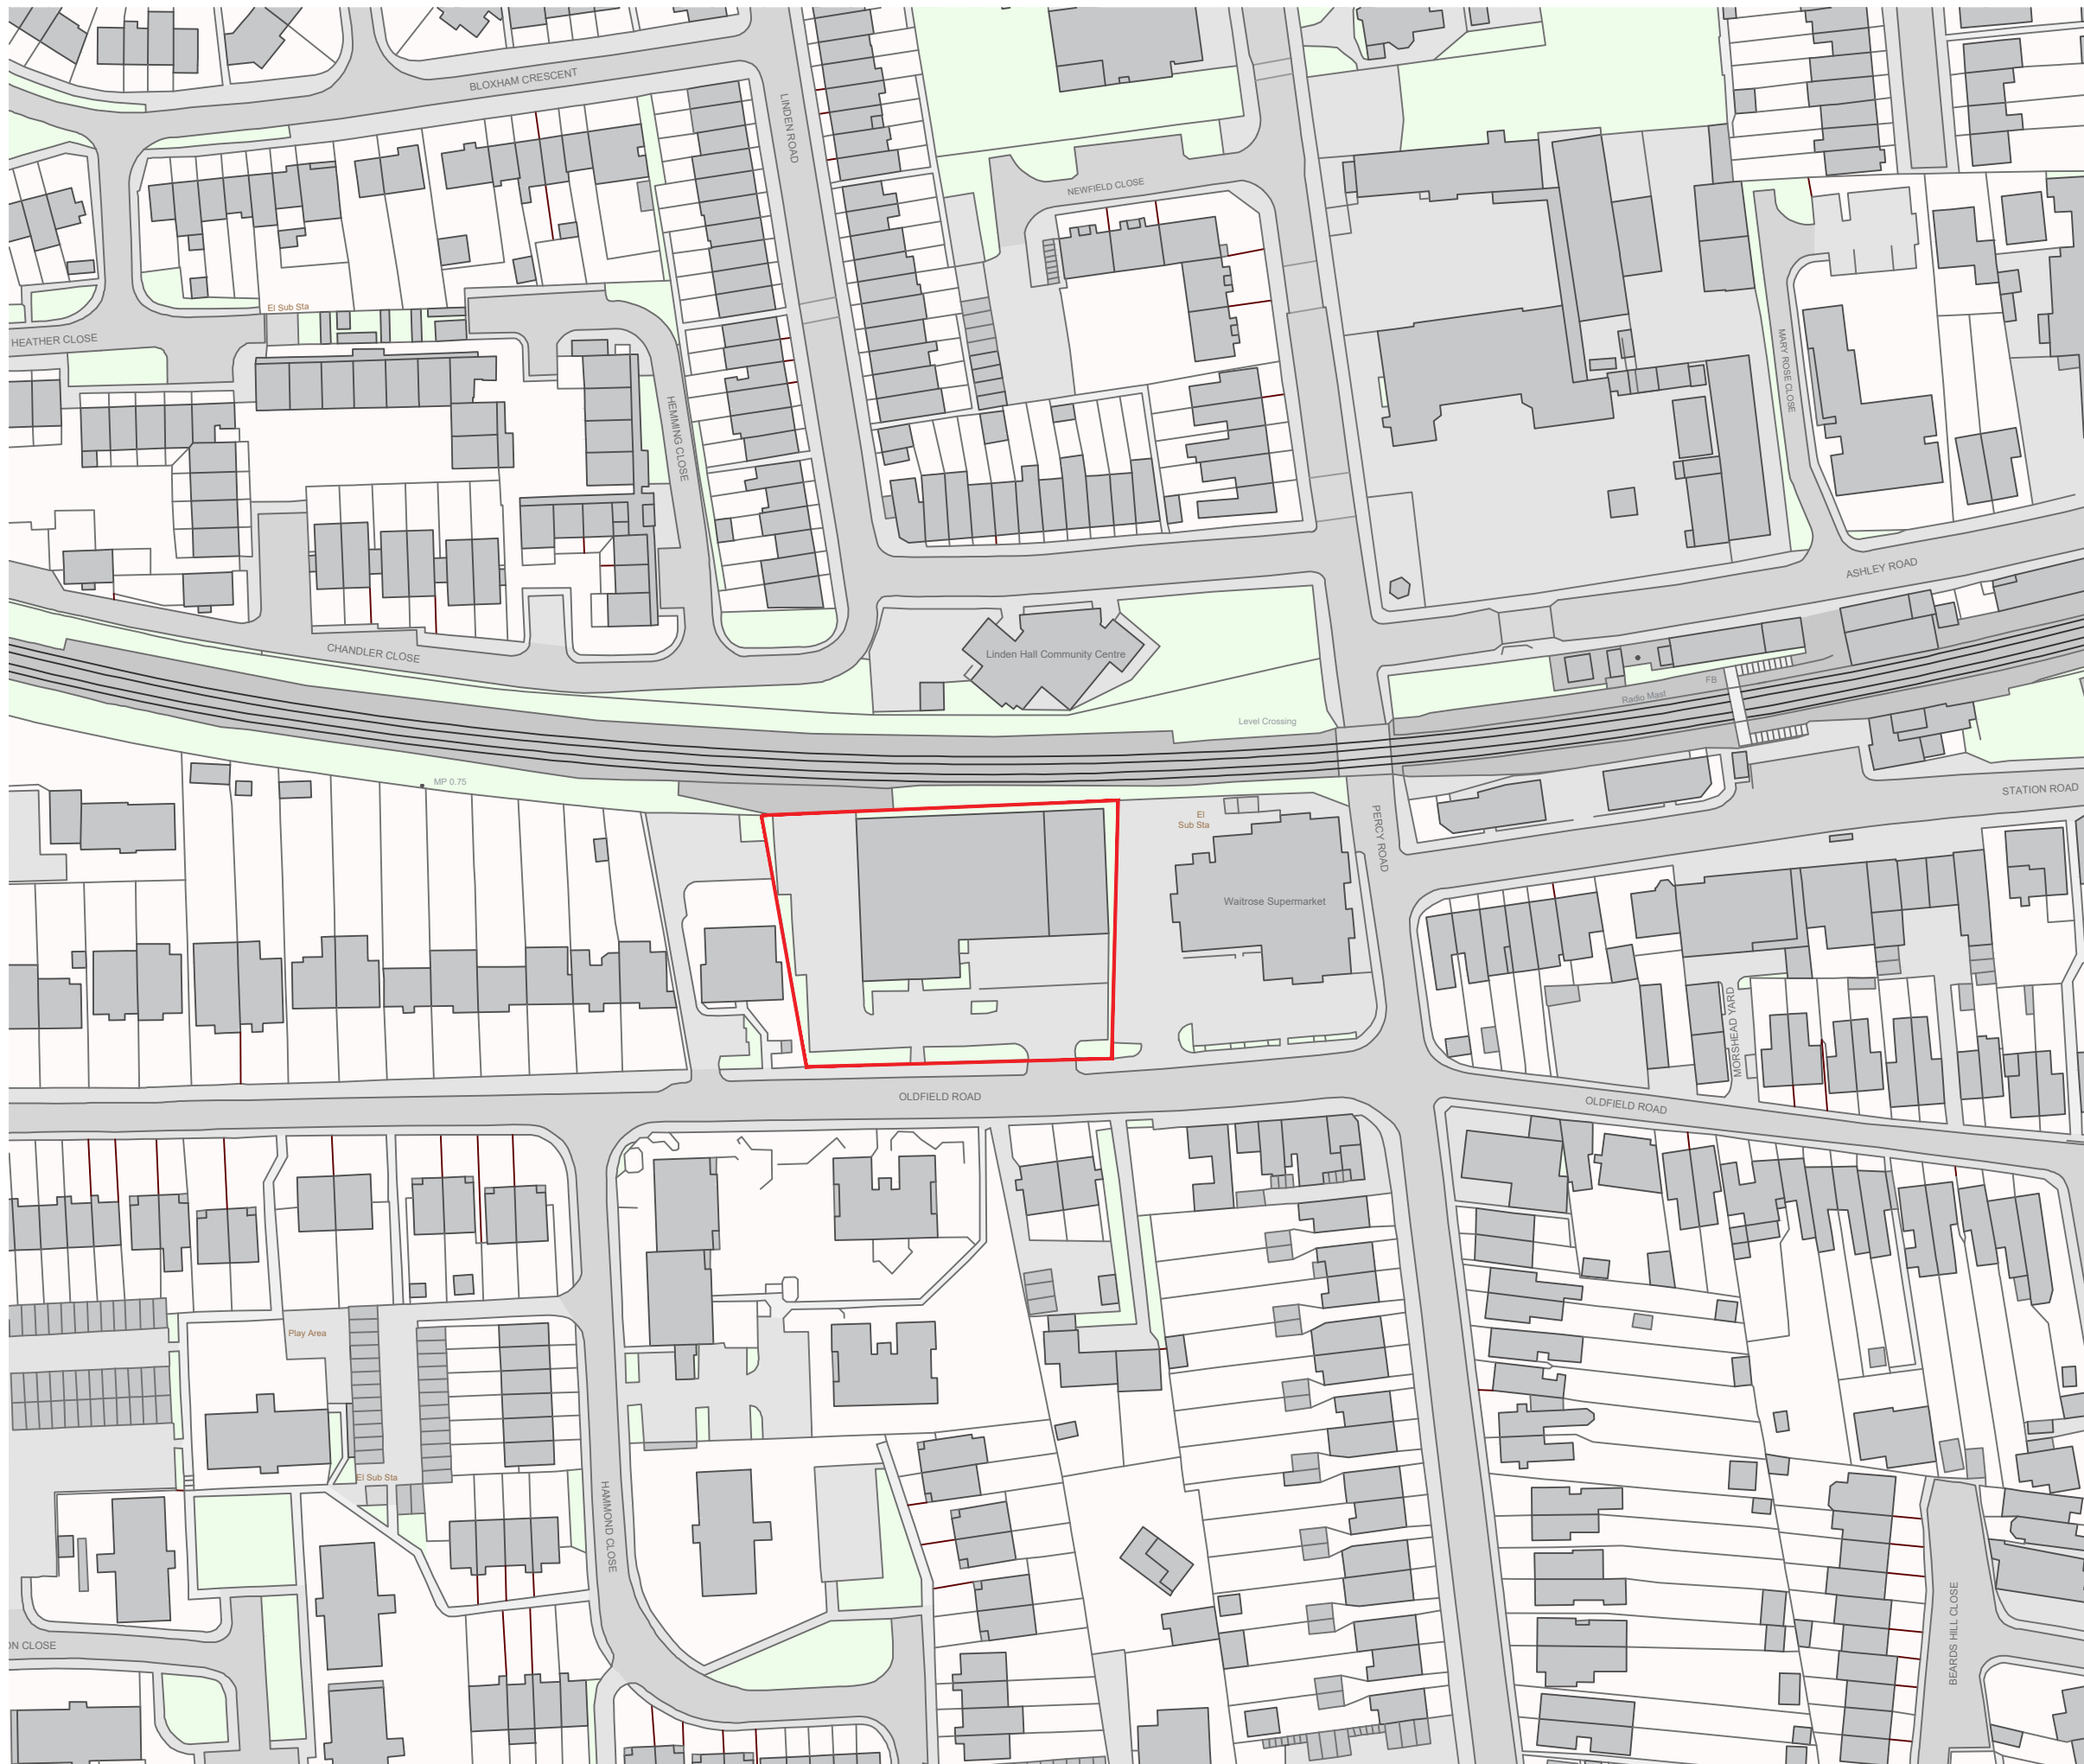 BLOXHAM CRESCENT
LINDEN ROAD
NEWFIELD CLOSE
El Sub Sta
HEATHER CLOSE
MARY ROSE CLOSE
HEMMING CLOSE
ASHLEY ROAD
CHANDLER CLOSE
Linden Hall Community Centre
FB
Radio Mast
Level Crossing
MP 0.75
STATION ROAD
El
Sub Sta
PERCY ROAD
Waitrose Supermarket
MORSHEAD YARD
OLDFIELD ROAD
OLDFIELD ROAD
Play Area
El Sub Sta
HAMMOND CLOSE
BEARDS HILL CLOSE
ON CLOSE